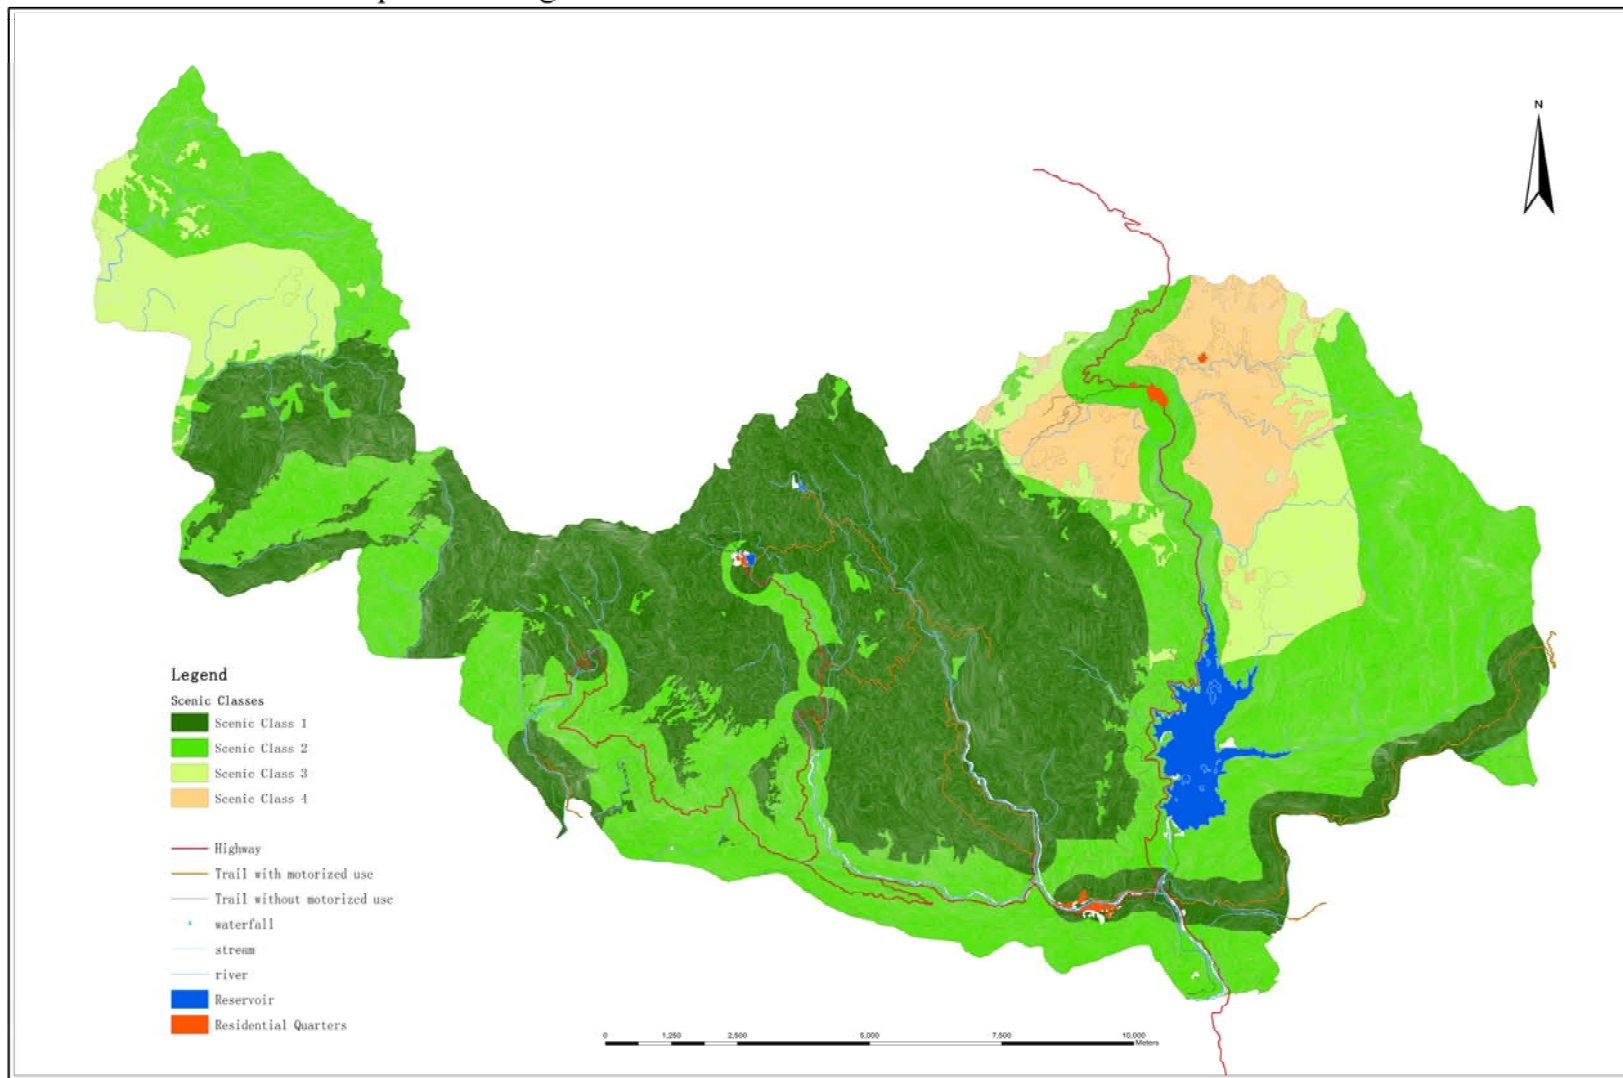 N
Legend
Scenic Classes
Scenic Class 1
Scenic Class 2
Scenic Class 3
Scenic Class 4
Highway
Trail with motorized use
Trail without motorized use
waterfall
stream
river
Reservoir
Residential Quarters
0 1,250 2,500 5,000 7,500 10,000
Meters